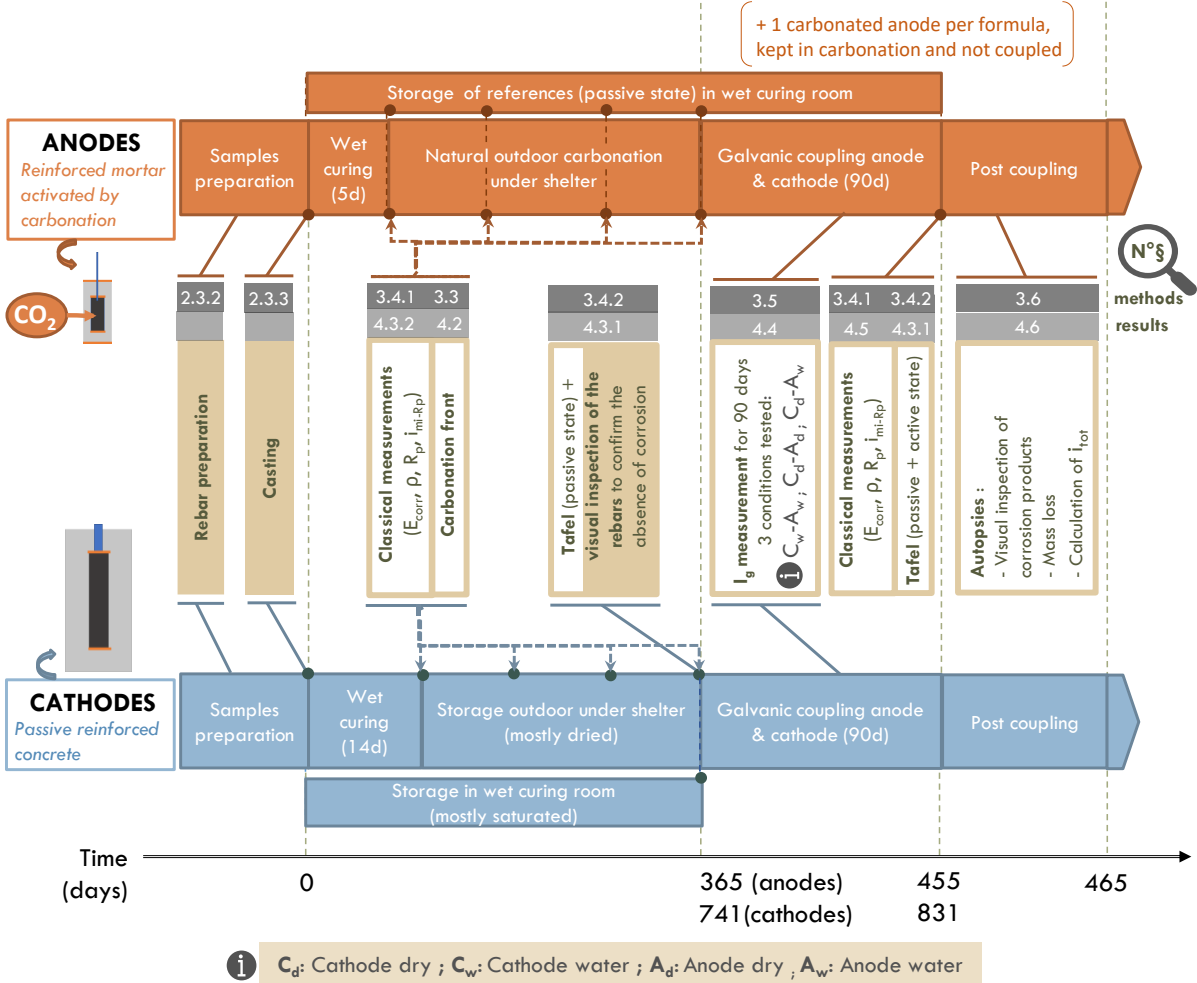 + 1 carbonated anode per formula,
kept in carbonation and not coupled
Storage of references (passive state) in wet curing room
ANODES
Reinforced mortar
activated by
carbonation
Samples
preparation
Wet
curing
(5d)
Natural outdoor carbonation
under shelter
Galvanic coupling anode
& cathode (90d)
Post coupling
CO2
N°§
methods
results
2.3.2
Rebar preparation
2.3.3
Casting
3.4.1
3.3
4.3.2
4.2
Classical measurements
(Ecorr, ρ, Rp, imi-Rp)
Carbonation front
3.4.2
4.3.1
Tafel (passive state) +
visual inspection of the
rebars to confirm the
absence of corrosion
3.5
4.4
Ig measurement for 90 days
3 conditions tested:
i Cw-Aw ; Cd-Ad ; Cd-Aw
3.4.1
3.4.2
4.5
4.3.1
Classical measurements
(Ecorr, ρ, Rp, imi-Rp)
Tafel (passive + active state)
3.6
4.6
Autopsies :
- Visual inspection of
corrosion products
- Mass loss
- Calculation of itot
CATHODES
Passive reinforced
concrete
Samples
preparation
Wet
curing
(14d)
Storage outdoor under shelter
(mostly dried)
Galvanic coupling anode
& cathode (90d)
Post coupling
Storage in wet curing room
(mostly saturated)
Time
(days)
0
365 (anodes)
741(cathodes)
455
831
465
i Cd: Cathode dry ; Cw: Cathode water ; Ad: Anode dry ; Aw: Anode water